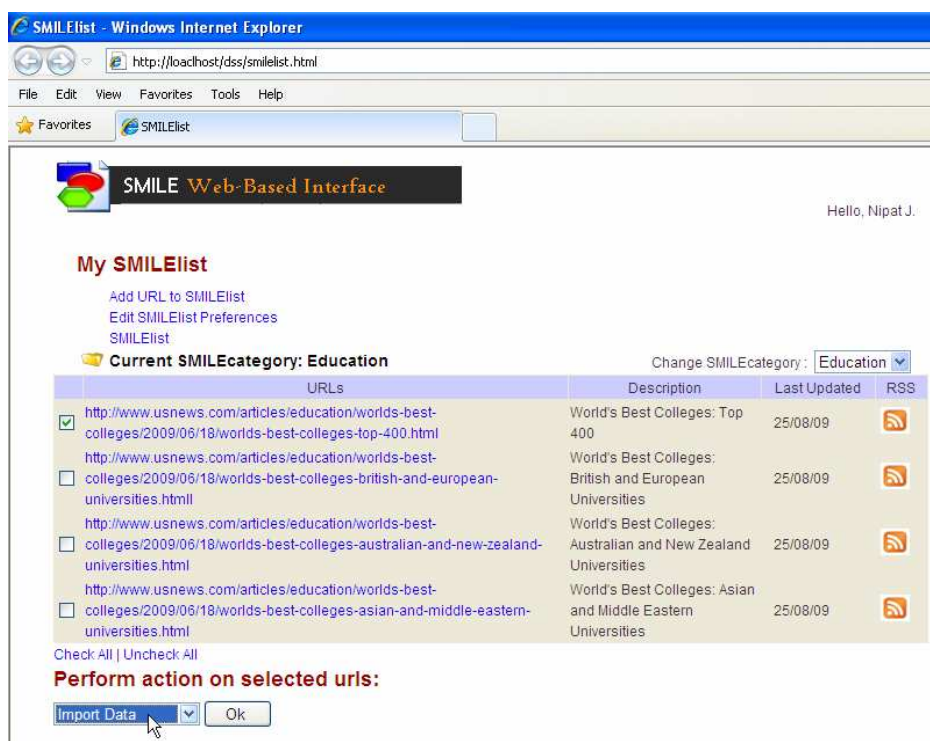 SMILElist - Windows Internet Explorer
http://loaclhost/dss/smilelist.html
File Edit View Favorites Tools Help
Favorites SMILElist
SMILE Web-Based Interface
Hello, Nipat J.
My SMILElist
Add URL to SMILElist
Edit SMILElist Preferences
SMILElist
Current SMILEcategory: Education Change SMILEcategory : Education
URLs Description Last Updated RSS
http://www.usnews.com/articles/education/worlds-best- World's Best Colleges: Top
colleges/2009/06/18/worlds-best-colleges-top-400.html 400 25/08/09
http://www.usnews.com/articles/education/worlds-best- World's Best Colleges:
colleges/2009/06/18/worlds-best-colleges-british-and-european- British and European 25/08/09
universities.htmll Universities
http://www.usnews.com/articles/education/worlds-best- World's Best Colleges:
colleges/2009/06/18/worlds-best-colleges-australian-and-new-zealand- Australian and New Zealand 25/08/09
universities.html Universities
http://www.usnews.com/articles/education/worlds-best- World's Best Colleges: Asian
colleges/2009/06/18/worlds-best-colleges-asian-and-middle-eastern- and Middle Eastern 25/08/09
universities.html Universities
Check All | Uncheck All
Perform action on selected urls:
Import Data Ok